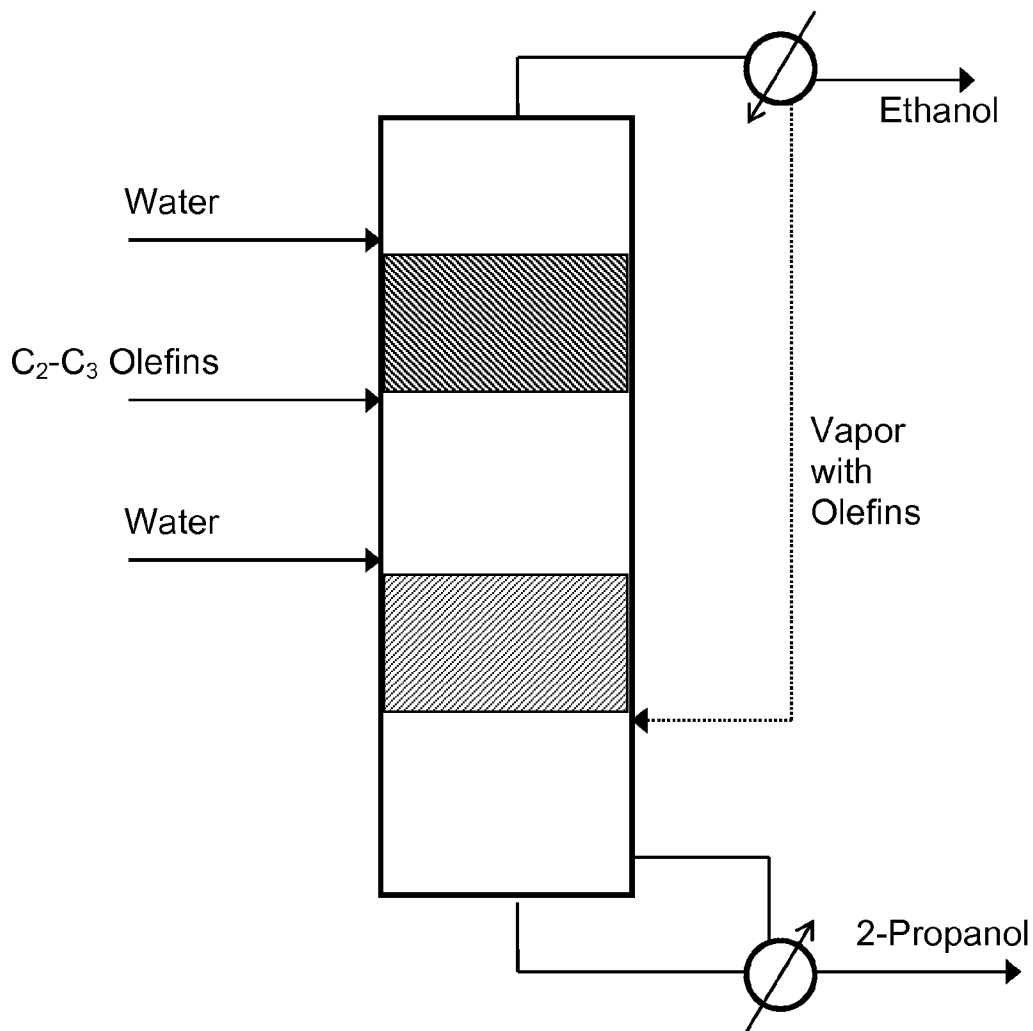 Ethanol
Water
C₂-C₃ Olefins
Vapor
with
Olefins
Water
2-Propanol